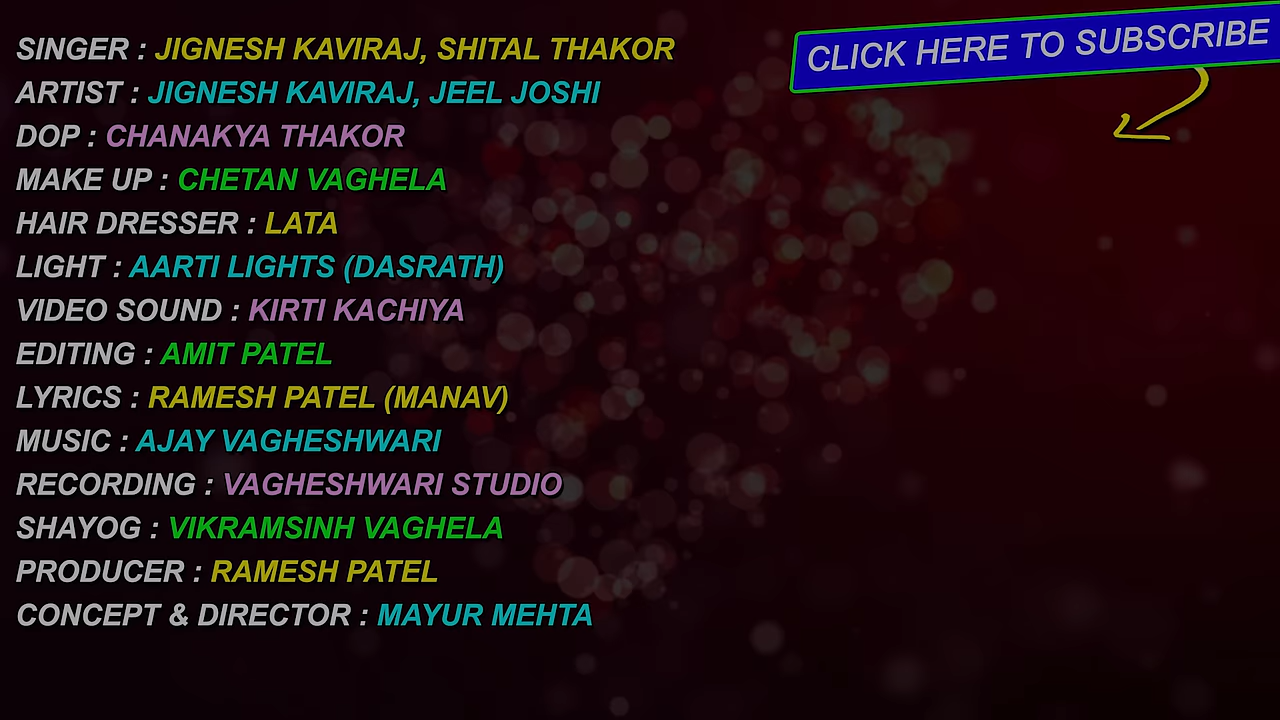 SINGER : JIGNESH KAVIRAJ, SHITAL THAKOR
ARTIST : JIGNESH KAVIRAJ, JEEL JOSHI
DOP : CHANAKYA THAKOR
MAKE UP : CHETAN VAGHELA
HAIR DRESSER : LATA
LIGHT : AARTI LIGHTS (DASRATH)
VIDEO SOUND : KIRTI KACHIYA
EDITING : AMIT PATEL
LYRICS : RAMESH PATEL (MANAV)
MUSIC : AJAY VAGHESHWARI
RECORDING : VAGHESHWARI STUDIO
SHAYOG : VIKRAMSINH VAGHELA
PRODUCER : RAMESH PATEL
CONCEPT & DIRECTOR : MAYUR MEHTA
CLICK HERE TO SUBSCRIBE